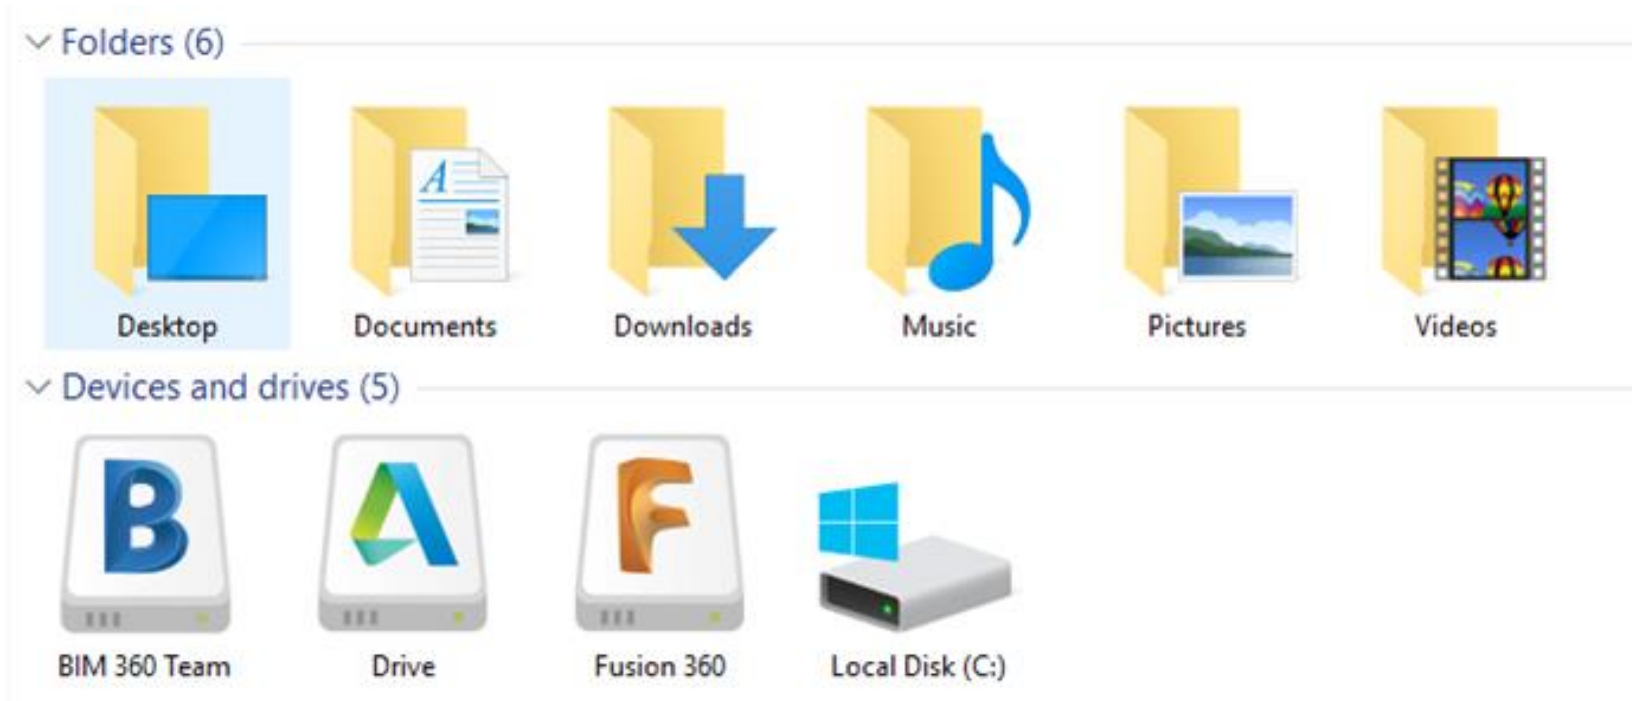 Folders (6)
Desktop Documents Downloads Music Pictures Videos
Devices and drives (5)
BIM 360 Team Drive Fusion 360 Local Disk (C:)